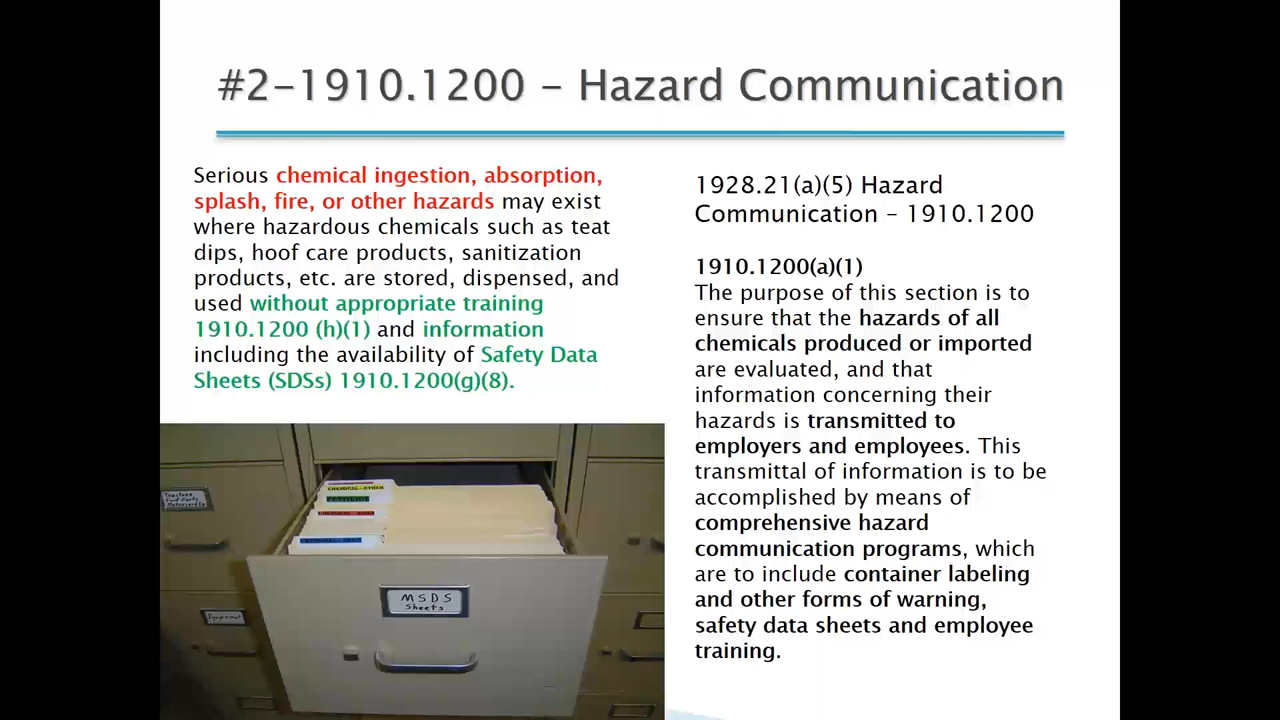 #2-1910.1200 – Hazard Communication
Serious chemical ingestion, absorption,
splash, fire, or other hazards may exist
where hazardous chemicals such as teat
dips, hoof care products, sanitization
products, etc. are stored, dispensed, and
used without appropriate training
1910.1200 (h)(1) and information
including the availability of Safety Data
Sheets (SDSs) 1910.1200(g)(8).
1928.21(a)(5) Hazard
Communication – 1910.1200
1910.1200(a)(1)
The purpose of this section is to
ensure that the hazards of all
chemicals produced or imported
are evaluated, and that
information concerning their
hazards is transmitted to
employers and employees. This
transmittal of information is to be
accomplished by means of
comprehensive hazard
communication programs, which
are to include container labeling
and other forms of warning,
safety data sheets and employee
training.
CHEMICAL-OTHER
PESTICIDE
MSDS
Sheets
Equipment